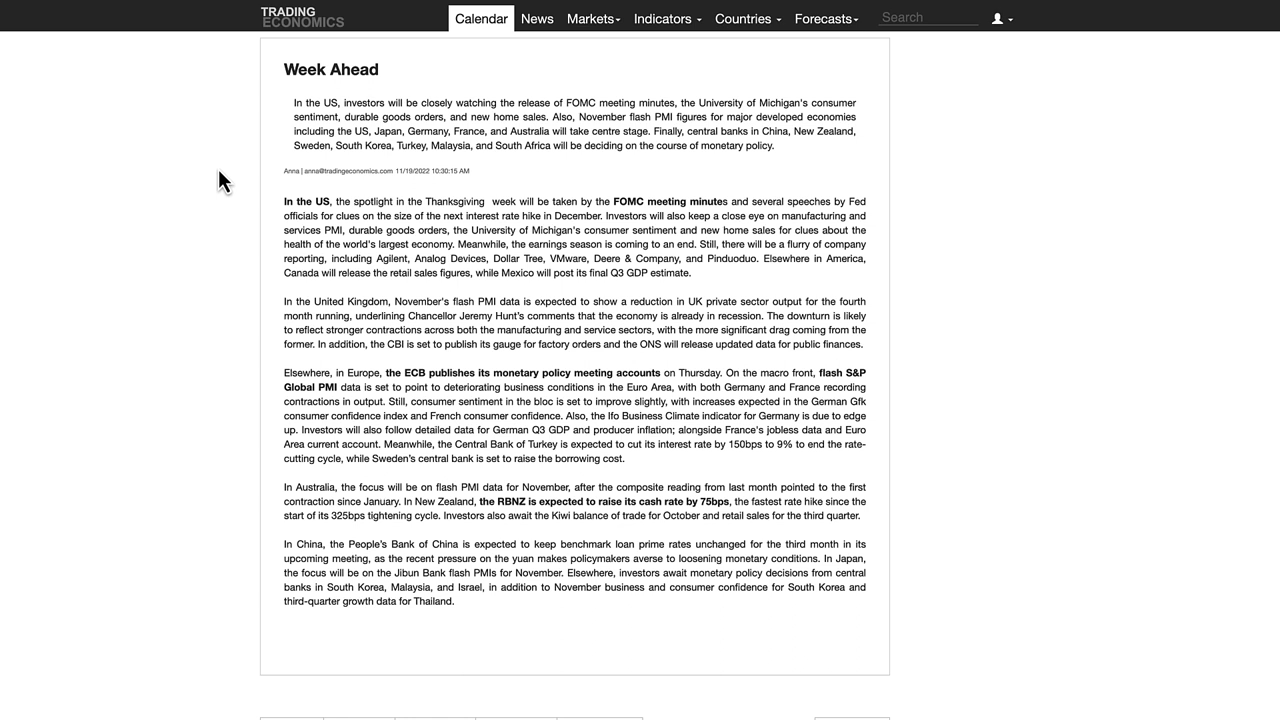 TRADING
ECONOMICS
Calendar News Markets Indicators Countries Forecasts Search
Week Ahead
In the US, investors will be closely watching the release of FOMC meeting minutes, the University of Michigan's consumer
sentiment, durable goods orders, and new home sales. Also, November flash PMI figures for major developed economies
including the US, Japan, Germany, France, and Australia will take centre stage. Finally, central banks in China, New Zealand,
Sweden, South Korea, Turkey, Malaysia, and South Africa will be deciding on the course of monetary policy.
Anna | anna@tradingeconomics.com 11/19/2022 10:30:15 AM
In the US, the spotlight in the Thanksgiving week will be taken by the FOMC meeting minutes and several speeches by Fed
officials for clues on the size of the next interest rate hike in December. Investors will also keep a close eye on manufacturing and
services PMI, durable goods orders, the University of Michigan's consumer sentiment and new home sales for clues about the
health of the world's largest economy. Meanwhile, the earnings season is coming to an end. Still, there will be a flurry of company
reporting, including Agilent, Analog Devices, Dollar Tree, VMware, Deere & Company, and Pinduoduo. Elsewhere in America,
Canada will release the retail sales figures, while Mexico will post its final Q3 GDP estimate.
In the United Kingdom, November's flash PMI data is expected to show a reduction in UK private sector output for the fourth
month running, underlining Chancellor Jeremy Hunt's comments that the economy is already in recession. The downturn is likely
to reflect stronger contractions across both the manufacturing and service sectors, with the more significant drag coming from the
former. In addition, the CBI is set to publish its gauge for factory orders and the ONS will release updated data for public finances.
Elsewhere, in Europe, the ECB publishes its monetary policy meeting accounts on Thursday. On the macro front, flash S&P
Global PMI data is set to point to deteriorating business conditions in the Euro Area, with both Germany and France recording
contractions in output. Still, consumer sentiment in the bloc is set to improve slightly, with increases expected in the German Gfk
consumer confidence index and French consumer confidence. Also, the Ifo Business Climate indicator for Germany is due to edge
up. Investors will also follow detailed data for German Q3 GDP and producer inflation; alongside France's jobless data and Euro
Area current account. Meanwhile, the Central Bank of Turkey is expected to cut its interest rate by 150bps to 9% to end the rate-
cutting cycle, while Sweden's central bank is set to raise the borrowing cost.
In Australia, the focus will be on flash PMI data for November, after the composite reading from last month pointed to the first
contraction since January. In New Zealand, the RBNZ is expected to raise its cash rate by 75bps, the fastest rate hike since the
start of its 325bps tightening cycle. Investors also await the Kiwi balance of trade for October and retail sales for the third quarter.
In China, the People's Bank of China is expected to keep benchmark loan prime rates unchanged for the third month in its
upcoming meeting, as the recent pressure on the yuan makes policymakers averse to loosening monetary conditions. In Japan,
the focus will be on the Jibun Bank flash PMIs for November. Elsewhere, investors await monetary policy decisions from central
banks in South Korea, Malaysia, and Israel, in addition to November business and consumer confidence for South Korea and
third-quarter growth data for Thailand.